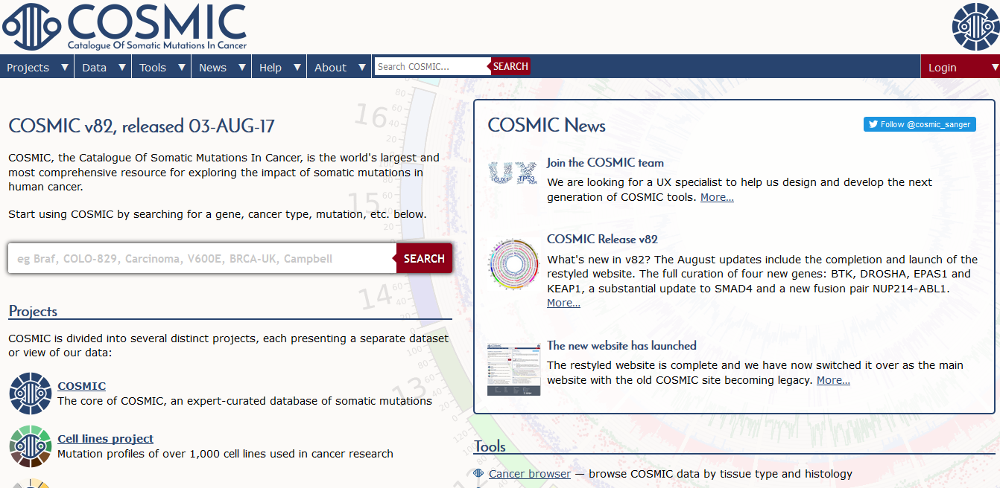 COSMIC
Catalogue Of Somatic Mutations In Cancer
Projects ▼ Data ▼ Tools ▼ News ▼ Help ▼ About ▼ Search COSMIC... SEARCH Login ▼
COSMIC v82, released 03-AUG-17
COSMIC, the Catalogue Of Somatic Mutations In Cancer, is the world's largest and
most comprehensive resource for exploring the impact of somatic mutations in
human cancer.
Start using COSMIC by searching for a gene, cancer type, mutation, etc. below.
eg Braf, COLO-829, Carcinoma, V600E, BRCA-UK, Campbell SEARCH
Projects
COSMIC is divided into several distinct projects, each presenting a separate dataset
or view of our data:
COSMIC
The core of COSMIC, an expert-curated database of somatic mutations
Cell lines project
Mutation profiles of over 1,000 cell lines used in cancer research
16
15
14
13
12
COSMIC News
Follow @cosmic_sanger
UX
CUX1 TP53
Join the COSMIC team
We are looking for a UX specialist to help us design and develop the next
generation of COSMIC tools. More...
COSMIC Release v82
What's new in v82? The August updates include the completion and launch of the
restyled website. The full curation of four new genes: BTK, DROSHA, EPAS1 and
KEAP1, a substantial update to SMAD4 and a new fusion pair NUP214-ABL1.
More...
COSMIC
The new website has launched
The restyled website is complete and we have now switched it over as the main
website with the old COSMIC site becoming legacy. More...
Tools
Cancer browser — browse COSMIC data by tissue type and histology